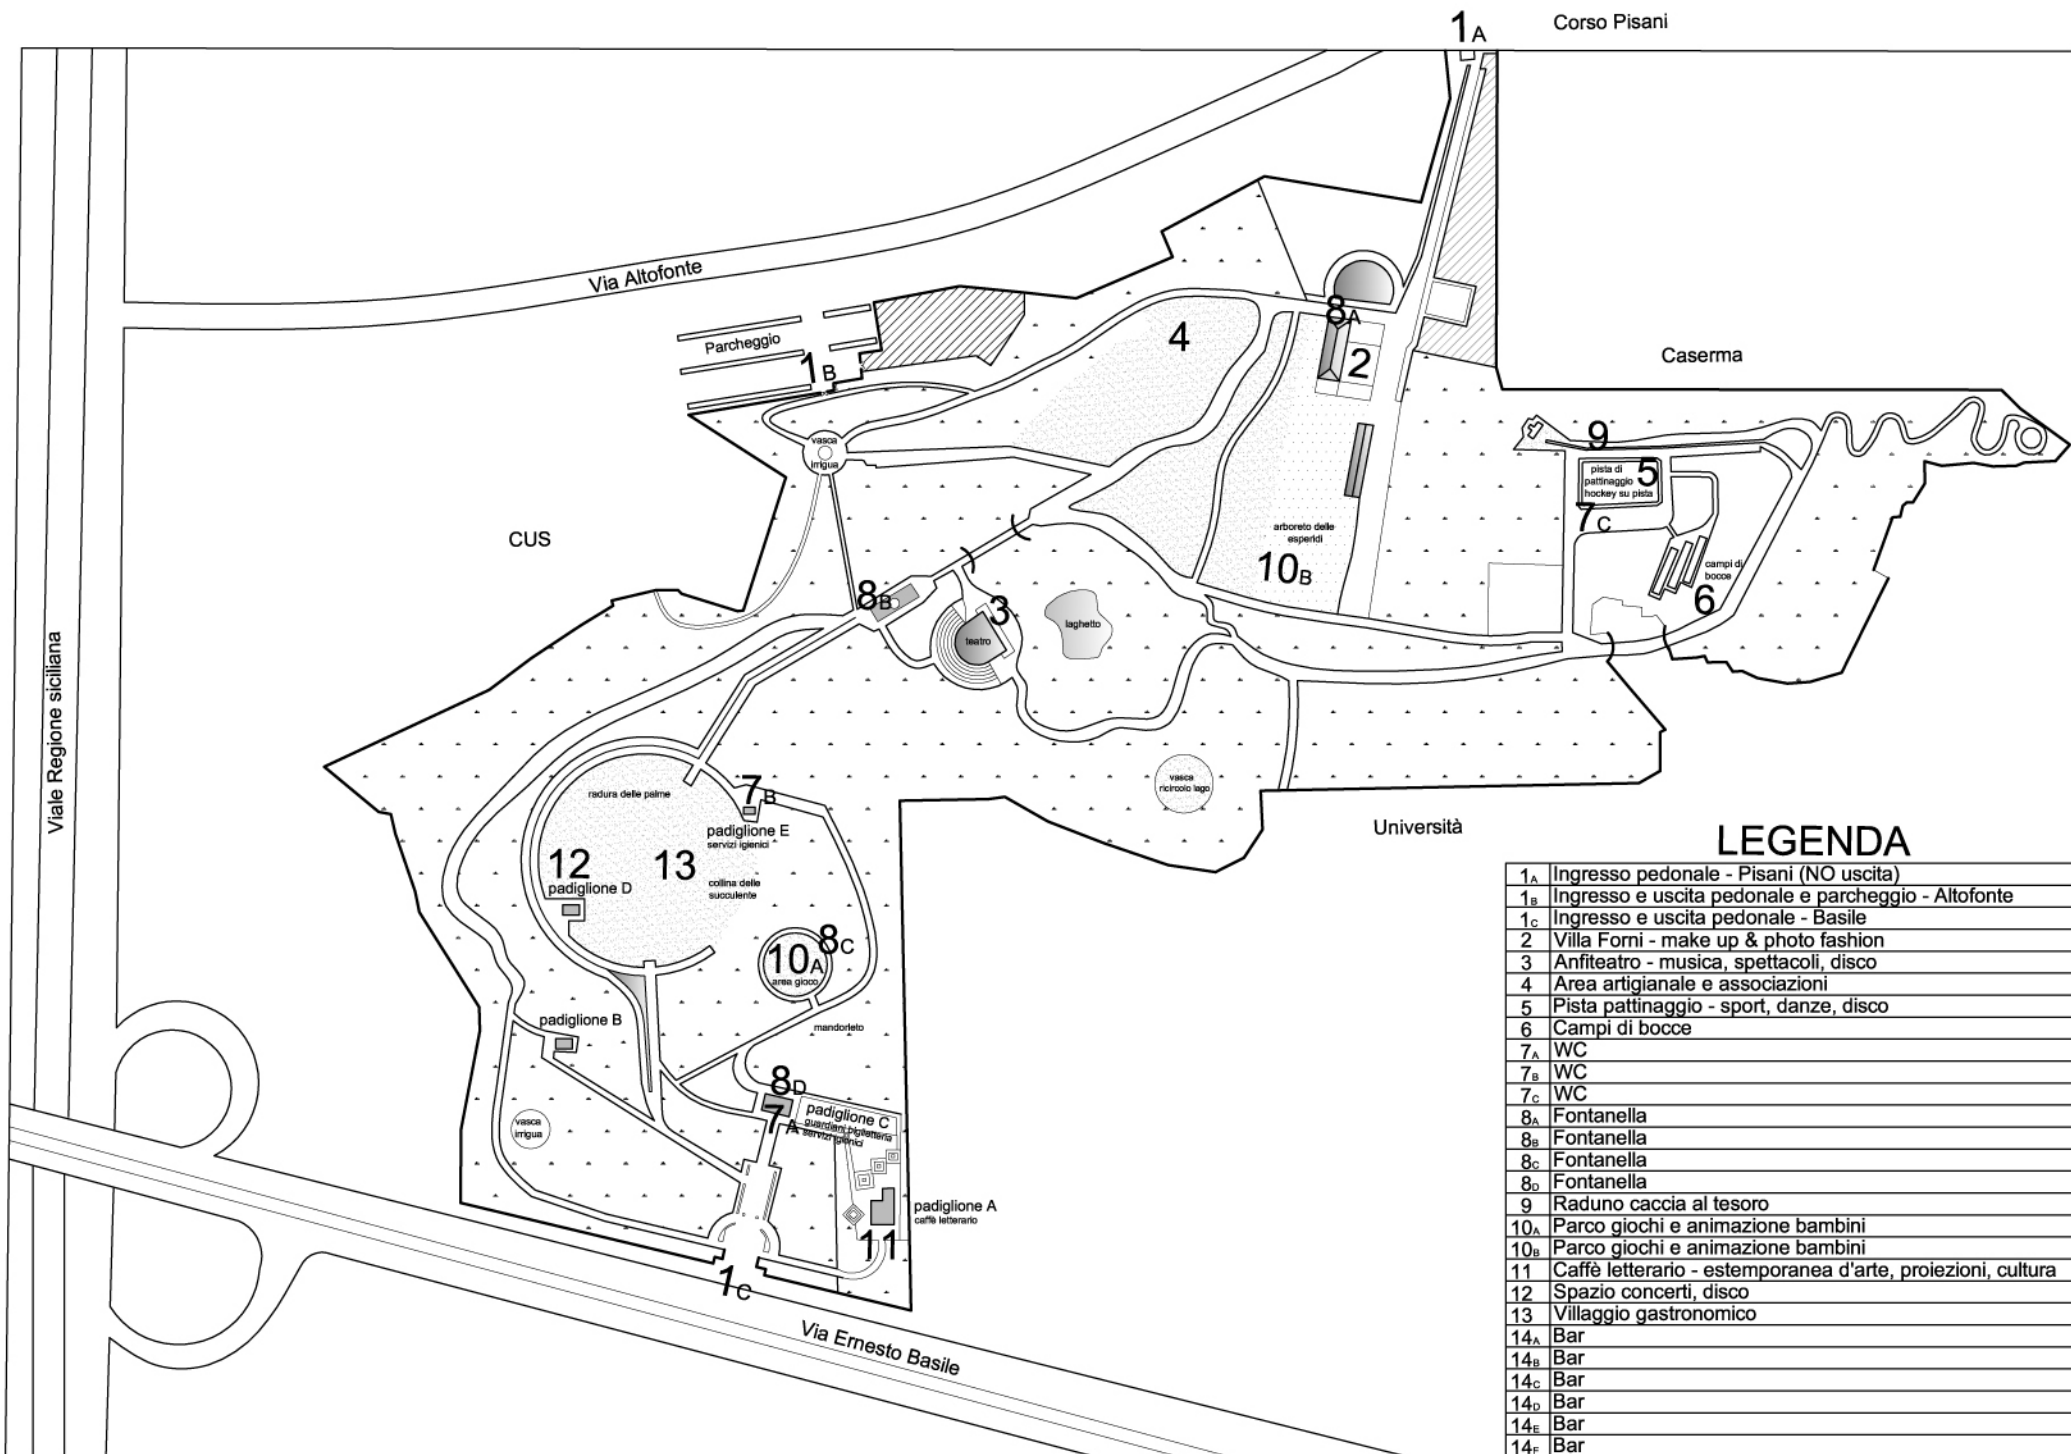 Corso Pisani
1A
Via Altofonte
Parcheggio
1B
4
8A
2
Caserma
vasca
irrigua
9
pista di
pattinaggio
hockey su pista
5
7C
CUS
arboreto delle
esperidi
10B
campi di
bocce
6
8B
3
teatro
laghetto
Viale Regione siciliana
vasca
ricircolo lago
radura delle palme
7B
padiglione E
servizi igienici
Università
12
13
padiglione D
collina delle
succulente
8C
10A
area gioco
padiglione B
mandorleto
8D
7A
padiglione C
guardiani biglietteria
servizi igienici
vasca
irrigua
padiglione A
caffè letterario
11
1C
Via Ernesto Basile
LEGENDA
1A Ingresso pedonale - Pisani (NO uscita)
1B Ingresso e uscita pedonale e parcheggio - Altofonte
1C Ingresso e uscita pedonale - Basile
2 Villa Forni - make up & photo fashion
3 Anfiteatro - musica, spettacoli, disco
4 Area artigianale e associazioni
5 Pista pattinaggio - sport, danze, disco
6 Campi di bocce
7A WC
7B WC
7C WC
8A Fontanella
8B Fontanella
8C Fontanella
8D Fontanella
9 Raduno caccia al tesoro
10A Parco giochi e animazione bambini
10B Parco giochi e animazione bambini
11 Caffè letterario - estemporanea d'arte, proiezioni, cultura
12 Spazio concerti, disco
13 Villaggio gastronomico
14A Bar
14B Bar
14C Bar
14D Bar
14E Bar
14F Bar